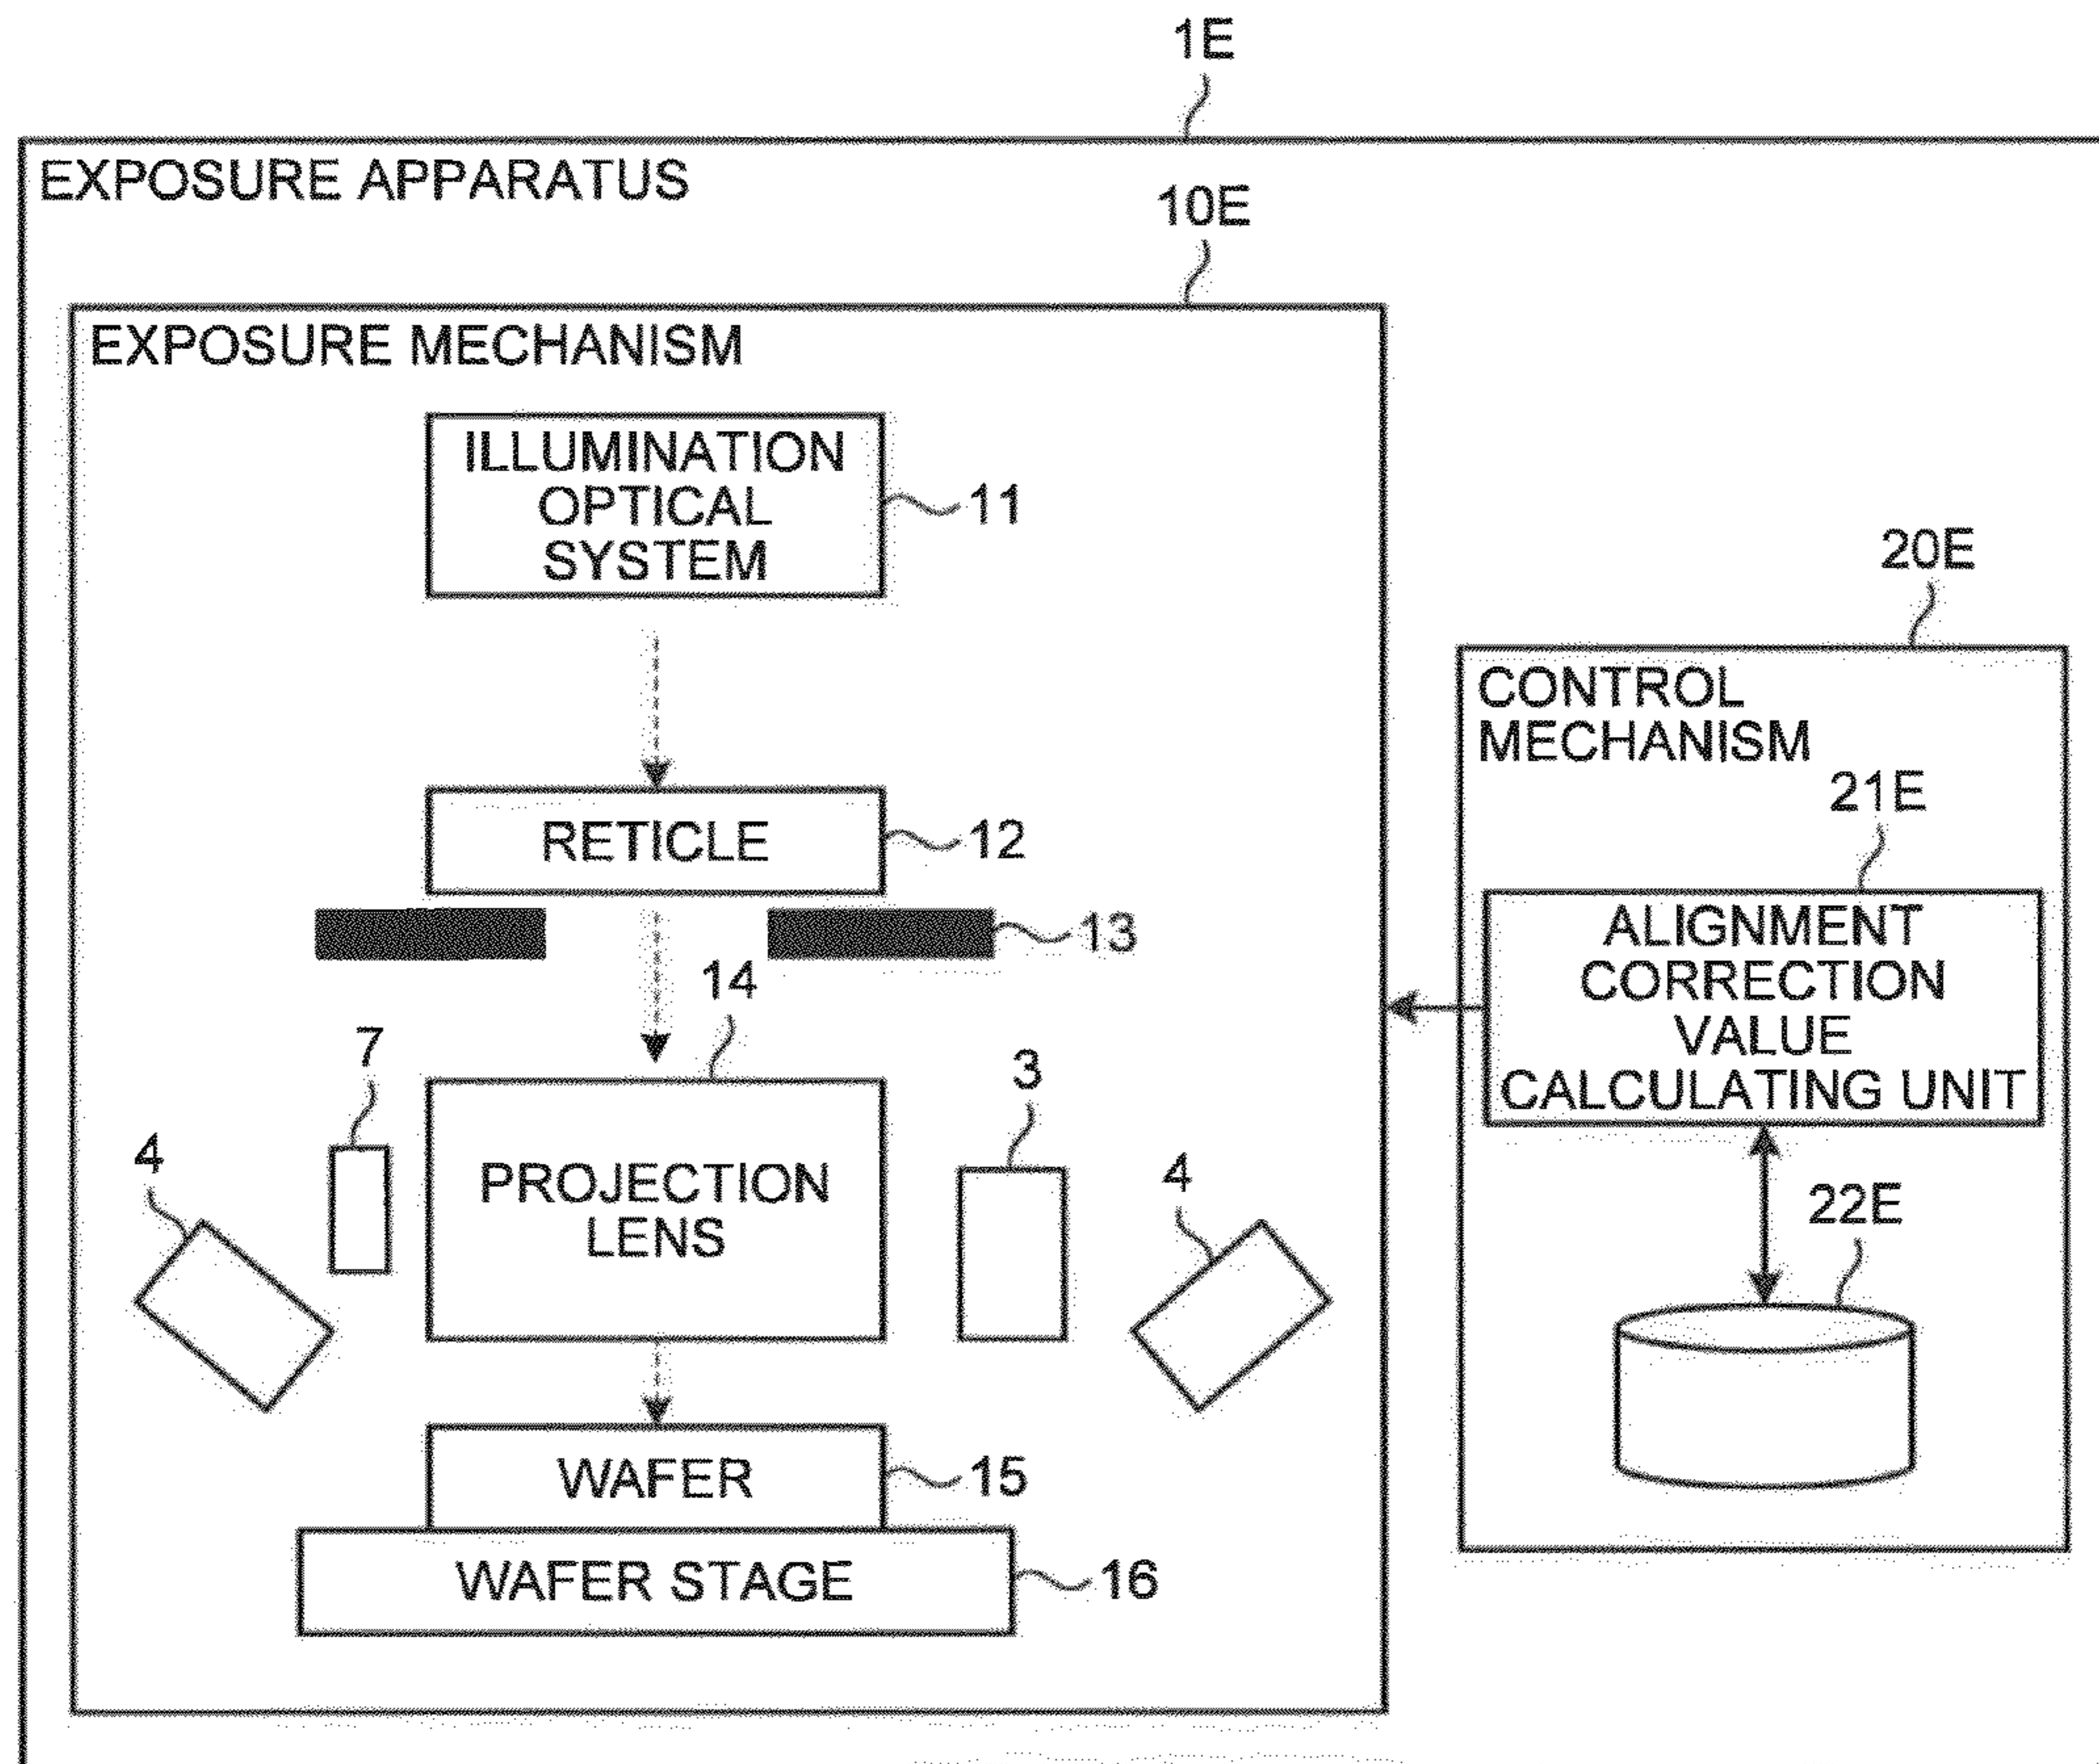 1E
EXPOSURE APPARATUS
10E
EXPOSURE MECHANISM
ILLUMINATION
OPTICAL
SYSTEM
11
20E
CONTROL
MECHANISM
21E
RETICLE
12
13
ALIGNMENT
CORRECTION
VALUE
CALCULATING UNIT
14
7
3
4
PROJECTION
LENS
4
22E
WAFER
15
WAFER STAGE
16